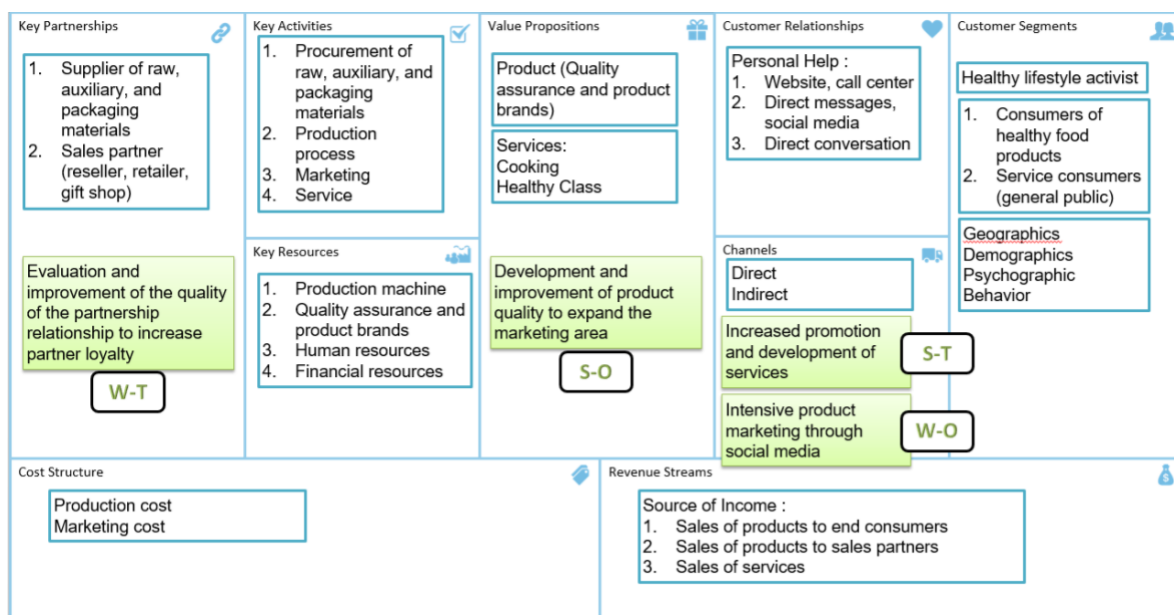 Key Partnerships
1. Supplier of raw,
auxiliary, and
packaging
materials
2. Sales partner
(reseller, retailer,
gift shop)
Evaluation and
improvement of the quality
of the partnership
relationship to increase
partner loyalty
W-T
Key Activities
1. Procurement of
raw, auxiliary, and
packaging
materials
2. Production
process
3. Marketing
4. Service
Key Resources
1. Production machine
2. Quality assurance and
product brands
3. Human resources
4. Financial resources
Value Propositions
Product (Quality
assurance and product
brands)
Services:
Cooking
Healthy Class
Development and
improvement of product
quality to expand the
marketing area
S-O
Customer Relationships
Personal Help :
1. Website, call center
2. Direct messages,
social media
3. Direct conversation
Channels
Direct
Indirect
Increased promotion
and development of
services
S-T
Intensive product
marketing through
social media
W-O
Customer Segments
Healthy lifestyle activist
1. Consumers of
healthy food
products
2. Service consumers
(general public)
Geographics
Demographics
Psychographic
Behavior
Cost Structure
Production cost
Marketing cost
Revenue Streams
Source of Income :
1. Sales of products to end consumers
2. Sales of products to sales partners
3. Sales of services